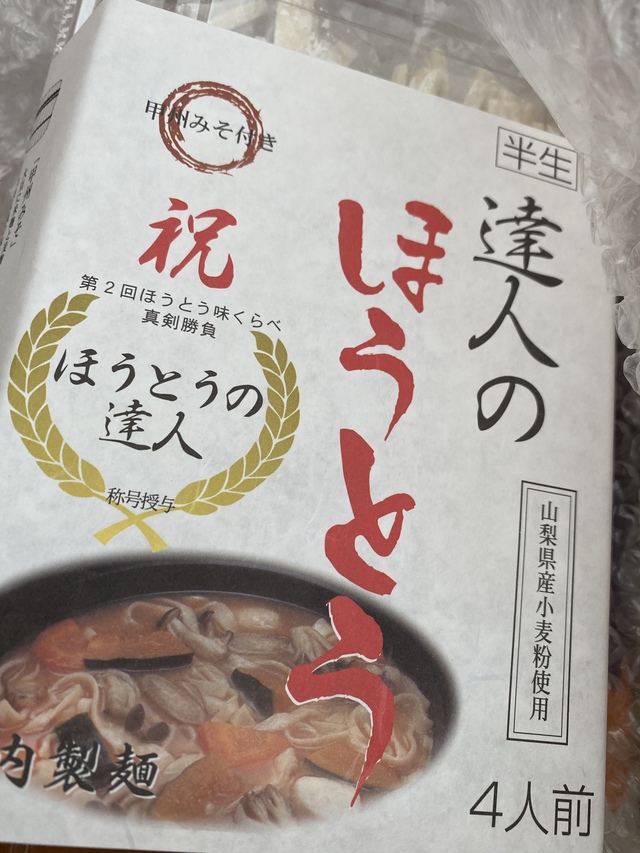 半生
達人の
ほうとう
甲州みそ付き
祝
第2回ほうとう味くらべ
真剣勝負
ほうとうの
達人
称号授与
山梨県産小麦粉使用
4人前
内製麺